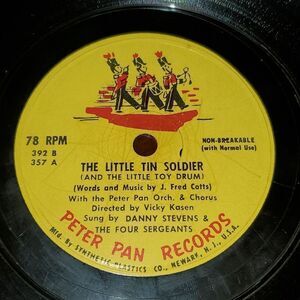 78 RPM
392 B
357 A
NON-BREAKABLE
(with Normal Use)
THE LITTLE TIN SOLDIER
(AND THE LITTLE TOY DRUM)
(Words and Music by J. Fred Cotts)
With the Peter Pan Orch. & Chorus
Directed by Vicky Kasen
Sung by DANNY STEVENS &
THE FOUR SERGEANTS
PETER PAN RECORDS
Mfd. By SYNTHETIC PLASTICS CO., NEWARK, N. J., U.S.A.